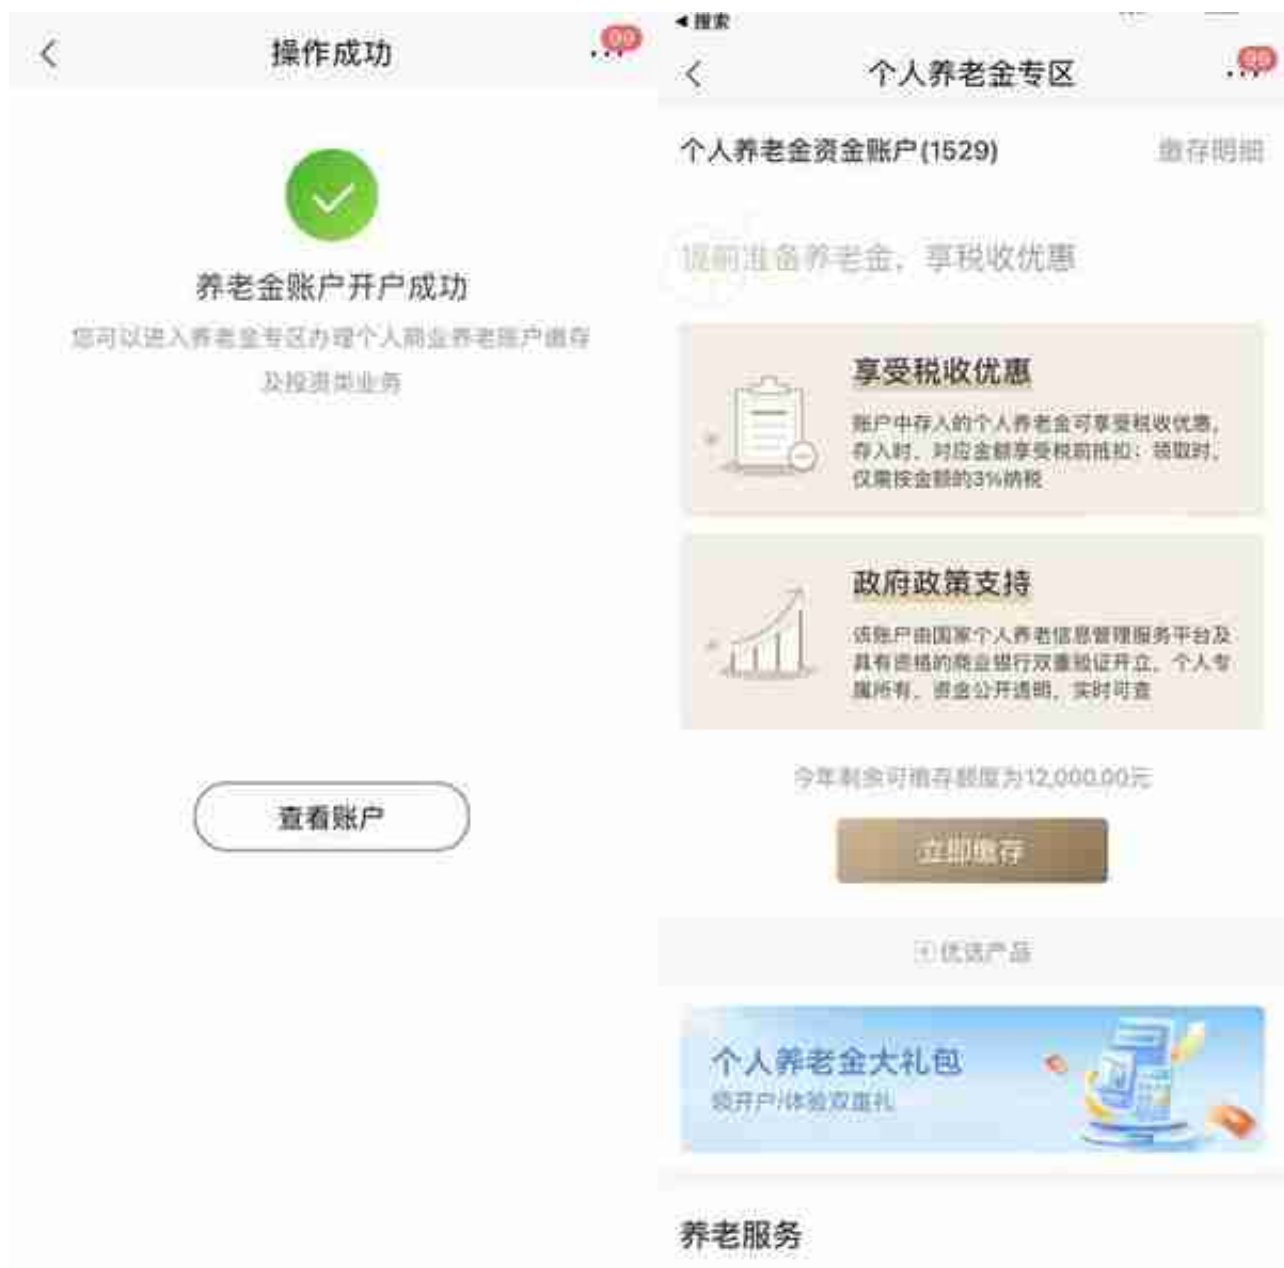 操作成功
99
养老金账户开户成功
您可以进入养老金专区办理个人商业养老账户缴存
及投资类业务
查看账户
搜索
个人养老金专区
99
个人养老金资金账户(1529)
缴存明细
提前准备养老金，享税收优惠
享受税收优惠
账户中存入的个人养老金可享受税收优惠，
存入时，对应金额享受税前抵扣；领取时，
仅需按金额的3%纳税
政府政策支持
该账户由国家个人养老信息管理服务平台及
具有资格的商业银行双重验证开立，个人专
属所有，资金公开透明，实时可查
今年剩余可缴存额度为12,000.00元
立即缴存
优选产品
个人养老金大礼包
领开户/体验双重礼
养老服务